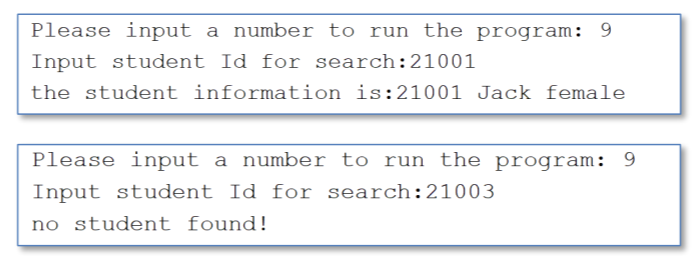 Please input a number to run the program: 9
Input student Id for search:21001
the student information is:21001 Jack female
Please input a number to run the program: 9
Input student Id for search:21003
no student found!